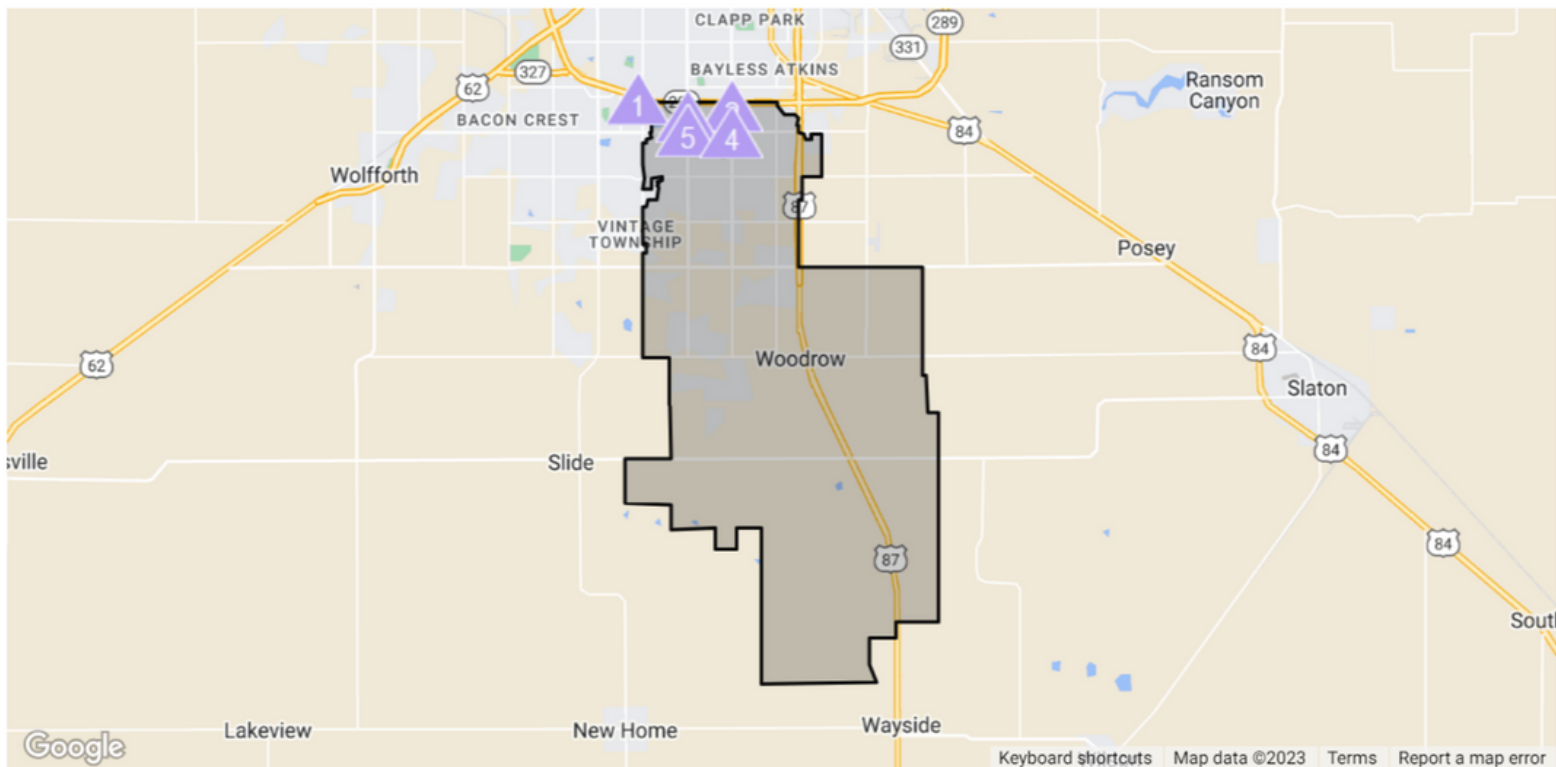 CLAPP PARK
289
331
327
BAYLESS ATKINS
Ransom
Canyon
62
1
BACON CREST
5
4
84
Wolfforth
87
VINTAGE
TOWNSHIP
Posey
Woodrow
62
84
Slaton
sville
Slide
84
87
84
South
Lakeview
New Home
Wayside
Google
Keyboard shortcuts
Map data ©2023
Terms
Report a map error